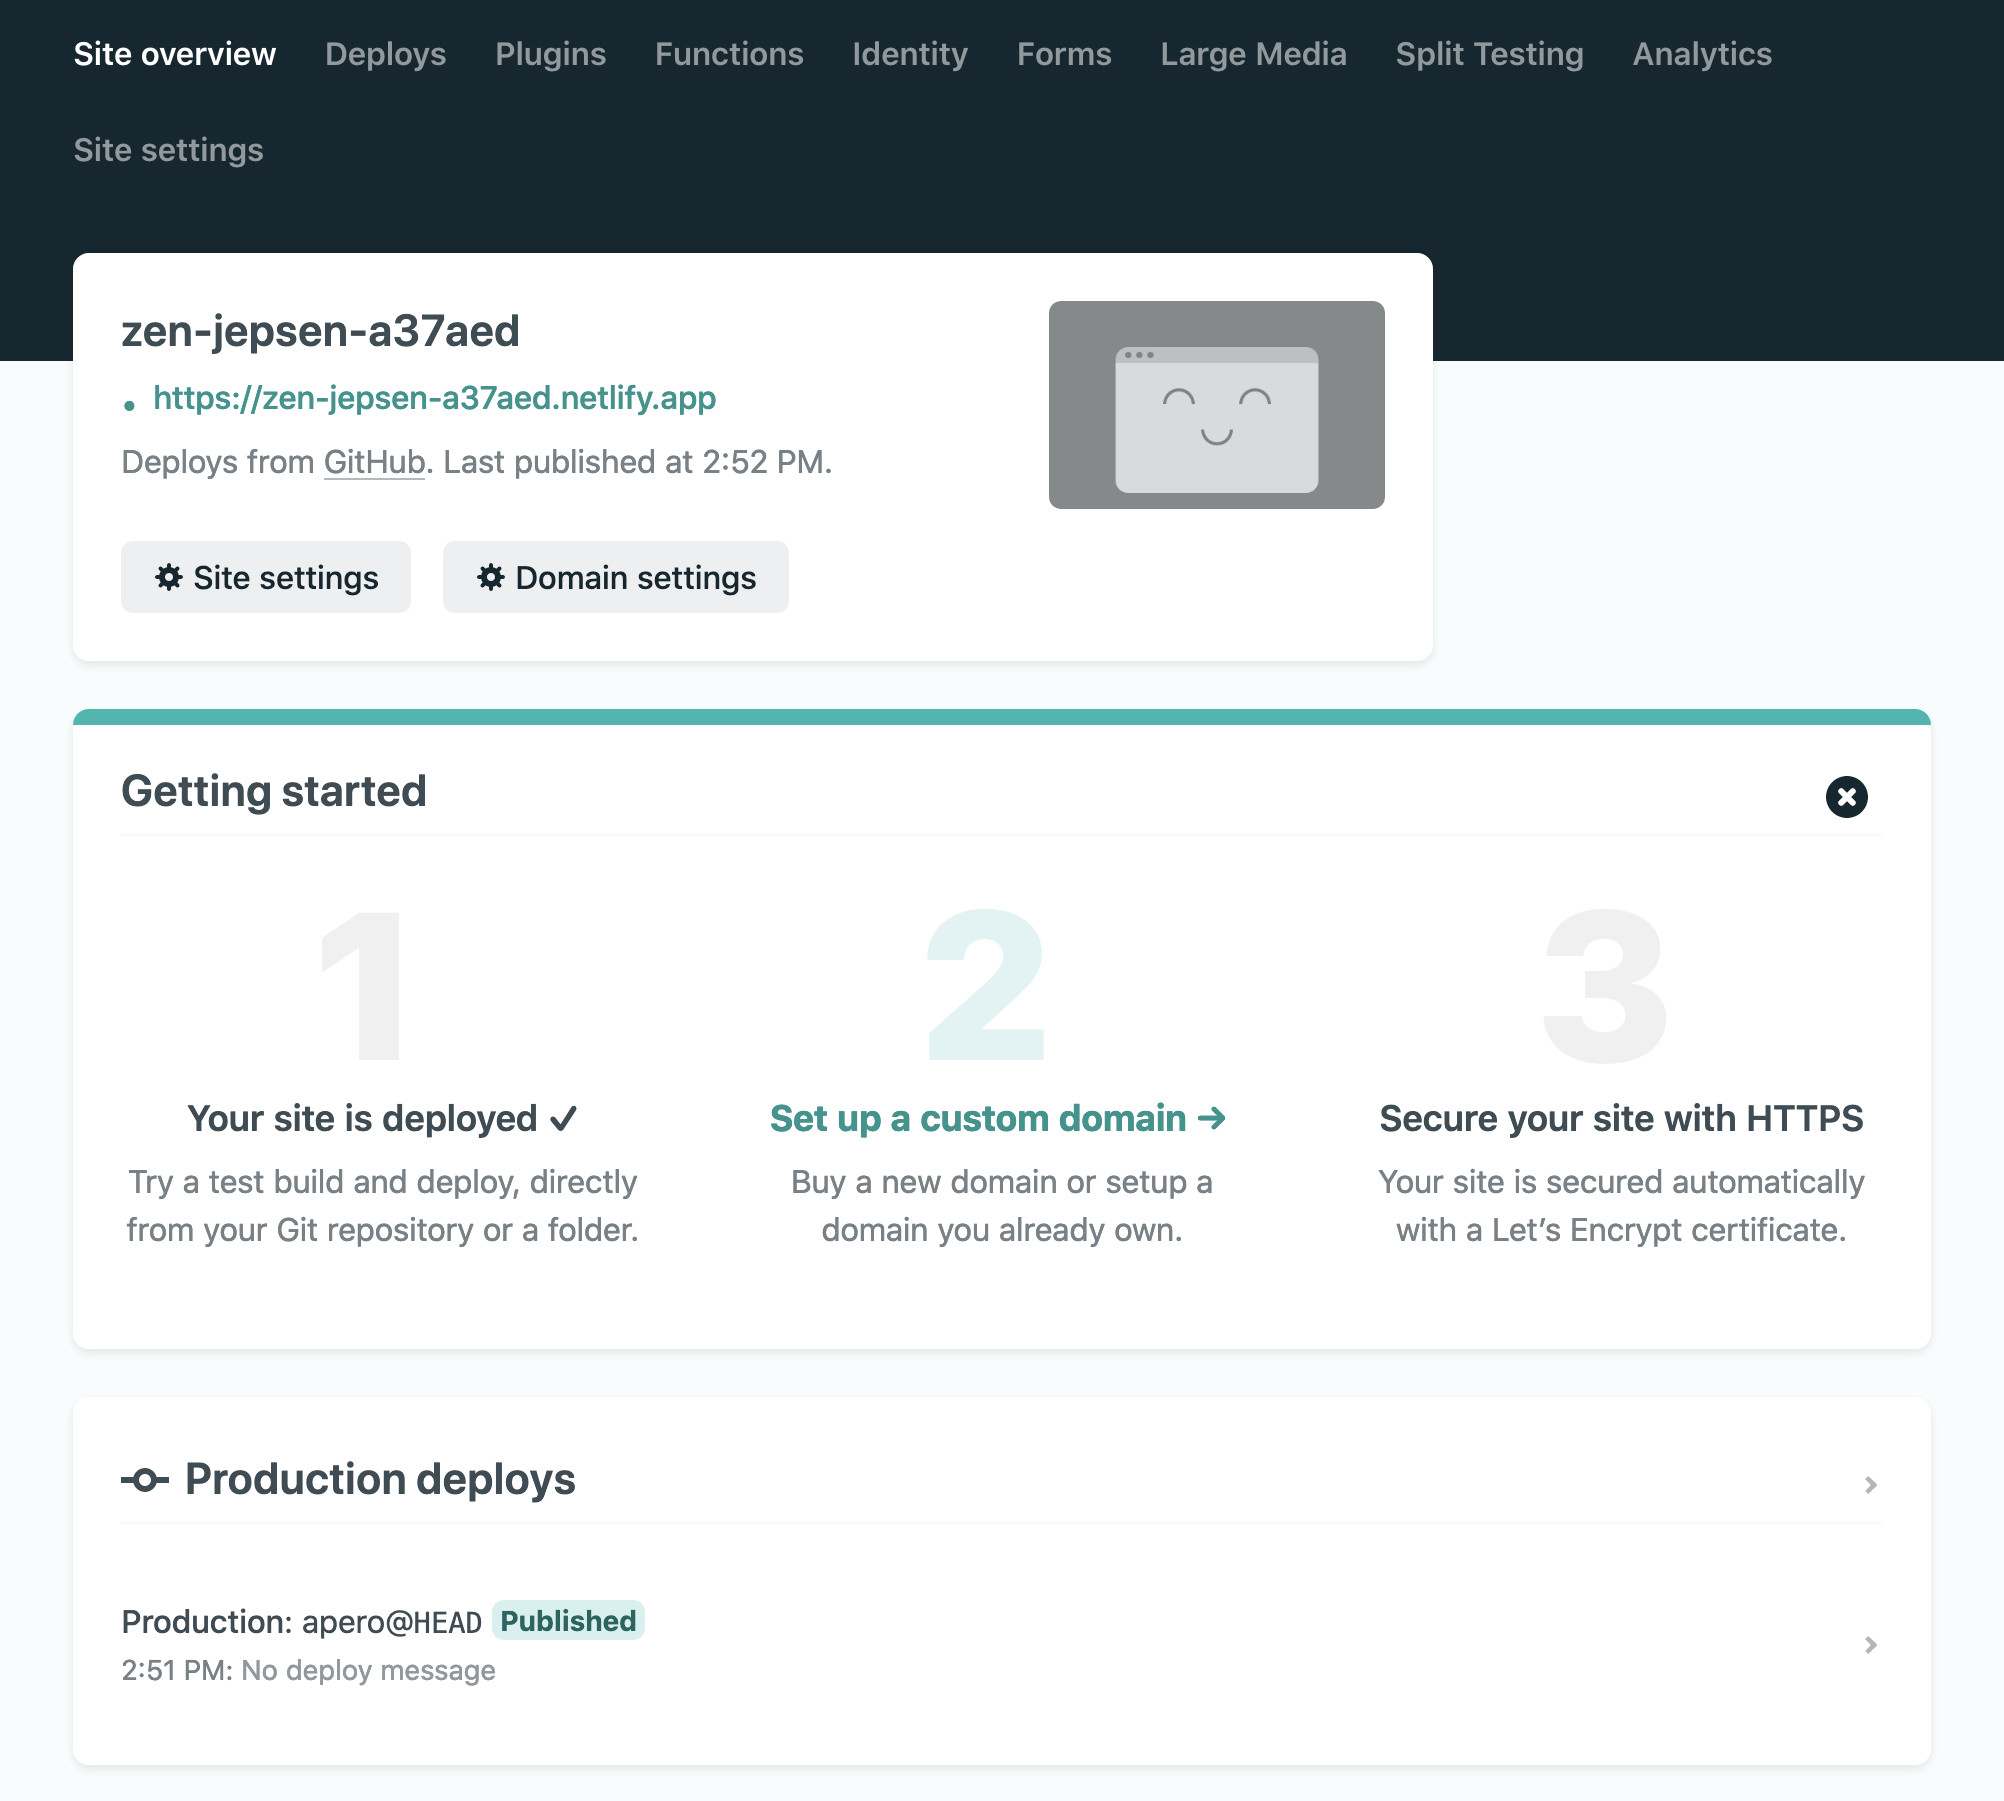 Site overview Deploys Plugins Functions Identity Forms Large Media Split Testing Analytics
Site settings
zen-jepsen-a37aed
https://zen-jepsen-a37aed.netlify.app
Deploys from GitHub. Last published at 2:52 PM.
Site settings Domain settings
Getting started
1 2 3
Your site is deployed ✓ Set up a custom domain → Secure your site with HTTPS
Try a test build and deploy, directly Buy a new domain or setup a Your site is secured automatically
from your Git repository or a folder. domain you already own. with a Let’s Encrypt certificate.
Production deploys
Production: apero@HEAD Published
2:51 PM: No deploy message